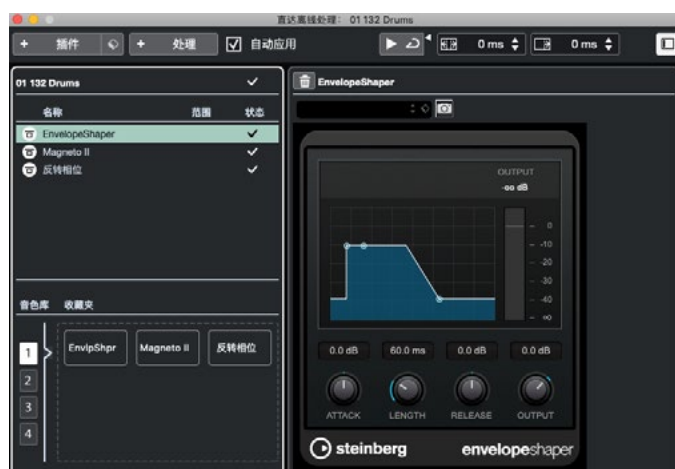 直达离线处理： 01 132 Drums
+ 插件 + 处理 自动应用 0 ms 0 ms
01 132 Drums
EnvelopeShaper
名称 范围 状态
EnvelopeShaper
Magneto II
反转相位
OUTPUT
-oo dB
0
-10
-20
-30
-40
-oo
音色库 收藏夹
1 EnvlpShpr Magneto II 反转相位
2
3
4
0.0 dB 60.0 ms 0.0 dB 0.0 dB
ATTACK LENGTH RELEASE OUTPUT
steinberg envelopeshaper